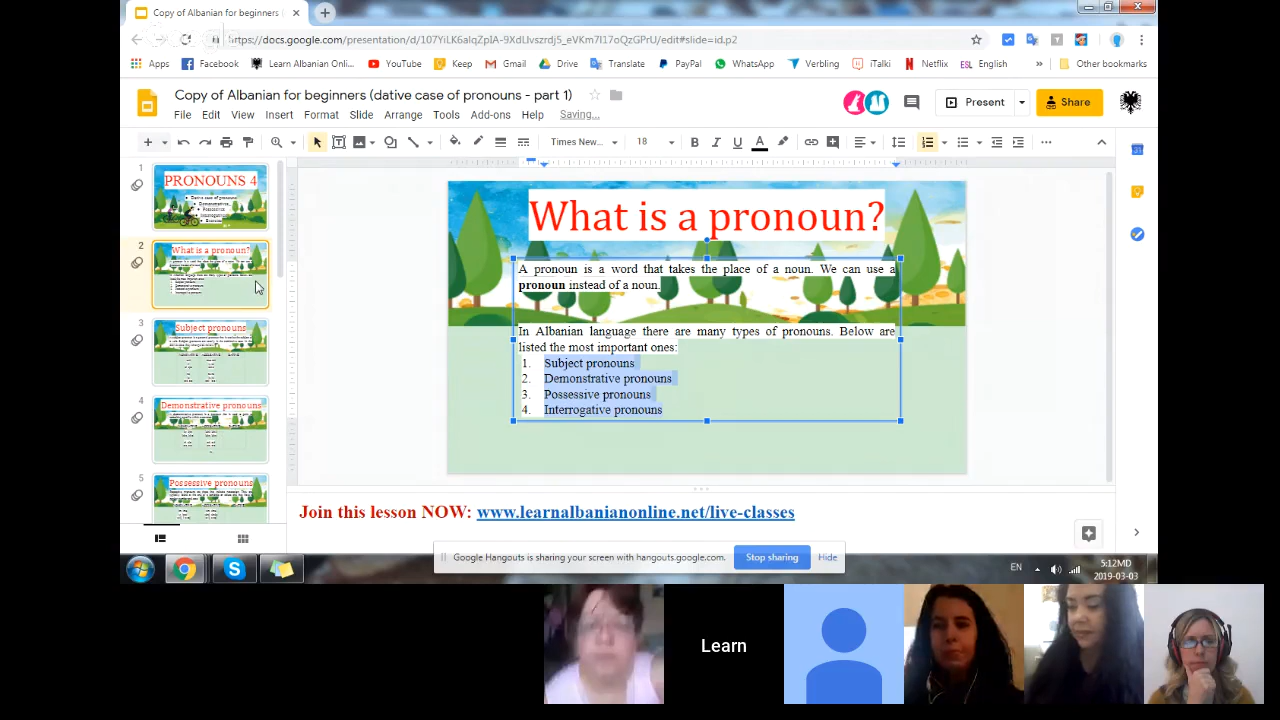 Copy of Albanian for beginners
https://docs.google.com/presentation/d/107YiLK6alqZpIA-9XdLlvszrdj5_eVKm7l17oQzGPrU/edit#slide=id.p2
Apps Facebook Learn Albanian Onli... YouTube Keep Gmail Drive Translate PayPal WhatsApp Verbling iTalki Netflix ESL English » Other bookmarks
Copy of Albanian for beginners (dative case of pronouns - part 1)
File Edit View Insert Format Slide Arrange Tools Add-ons Help Saving...
Present Share
Times New... 18
1
PRONOUNS 4
2
What is a pronoun?
3
Subject pronouns
4
Demonstrative pronouns
5
Possessive pronouns
What is a pronoun?
A pronoun is a word that takes the place of a noun. We can use a
pronoun instead of a noun.
In Albanian language there are many types of pronouns. Below are
listed the most important ones:
1. Subject pronouns
2. Demonstrative pronouns
3. Possessive pronouns
4. Interrogative pronouns
Join this lesson NOW: www.learnalbanianonline.net/live-classes
Google Hangouts is sharing your screen with hangouts.google.com. Stop sharing Hide
EN 5:12MD
2019-03-03
Learn